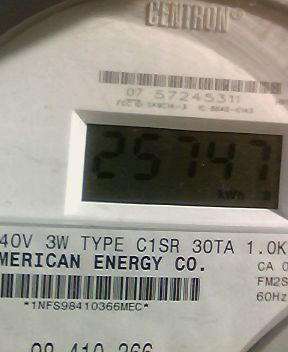 CENTRON®
07 57245311
25747
kWh
40V 3W TYPE C1SR 30TA 1.0K
MERICAN ENERGY CO.
CA 0
FM2S
60Hz
*1NFS98410366MEC*
98 410 366